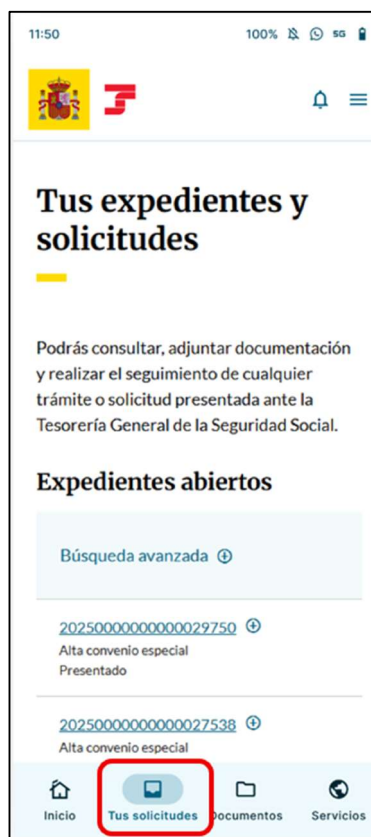 11:50
100% 5G
Tus expedientes y
solicitudes
Podrás consultar, adjuntar documentación
y realizar el seguimiento de cualquier
trámite o solicitud presentada ante la
Tesorería General de la Seguridad Social.
Expedientes abiertos
Búsqueda avanzada
20250000000000029750
Alta convenio especial
Presentado
20250000000000027538
Alta convenio especial
Inicio
Tus solicitudes
Documentos
Servicios